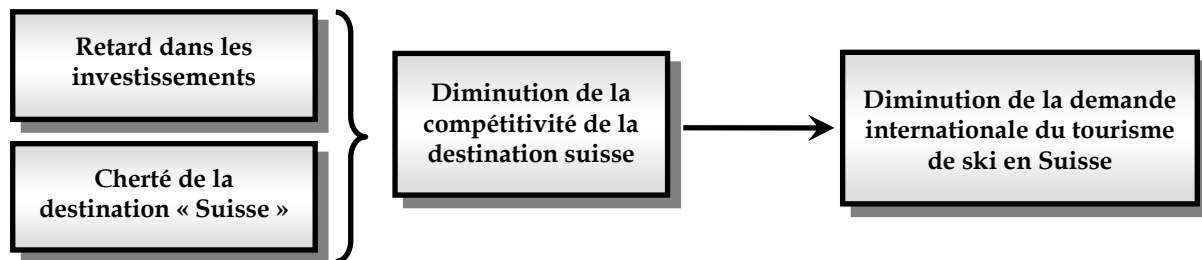 Retard dans les
investissements
Cherté de la
destination « Suisse »
Diminution de la
compétitivité de la
destination suisse
Diminution de la demande
internationale du tourisme
de ski en Suisse